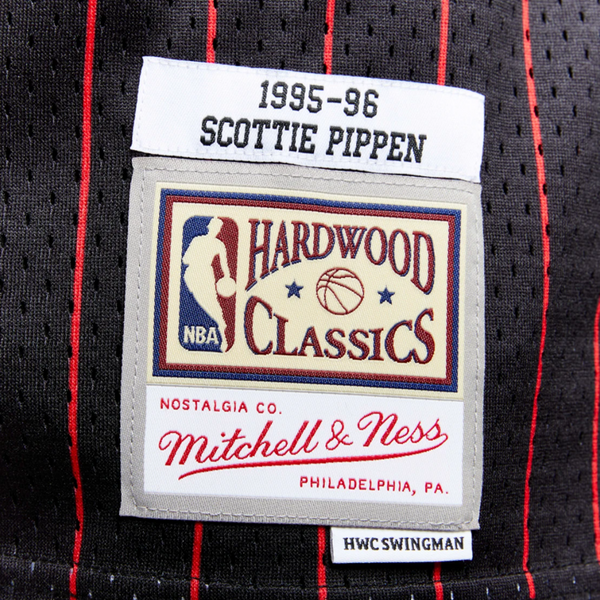 1995-96
SCOTTIE PIPPEN
HARDWOOD
CLASSICS
NBA
NOSTALGIA CO.
Mitchell & Ness
PHILADELPHIA, PA.
HWC SWINGMAN